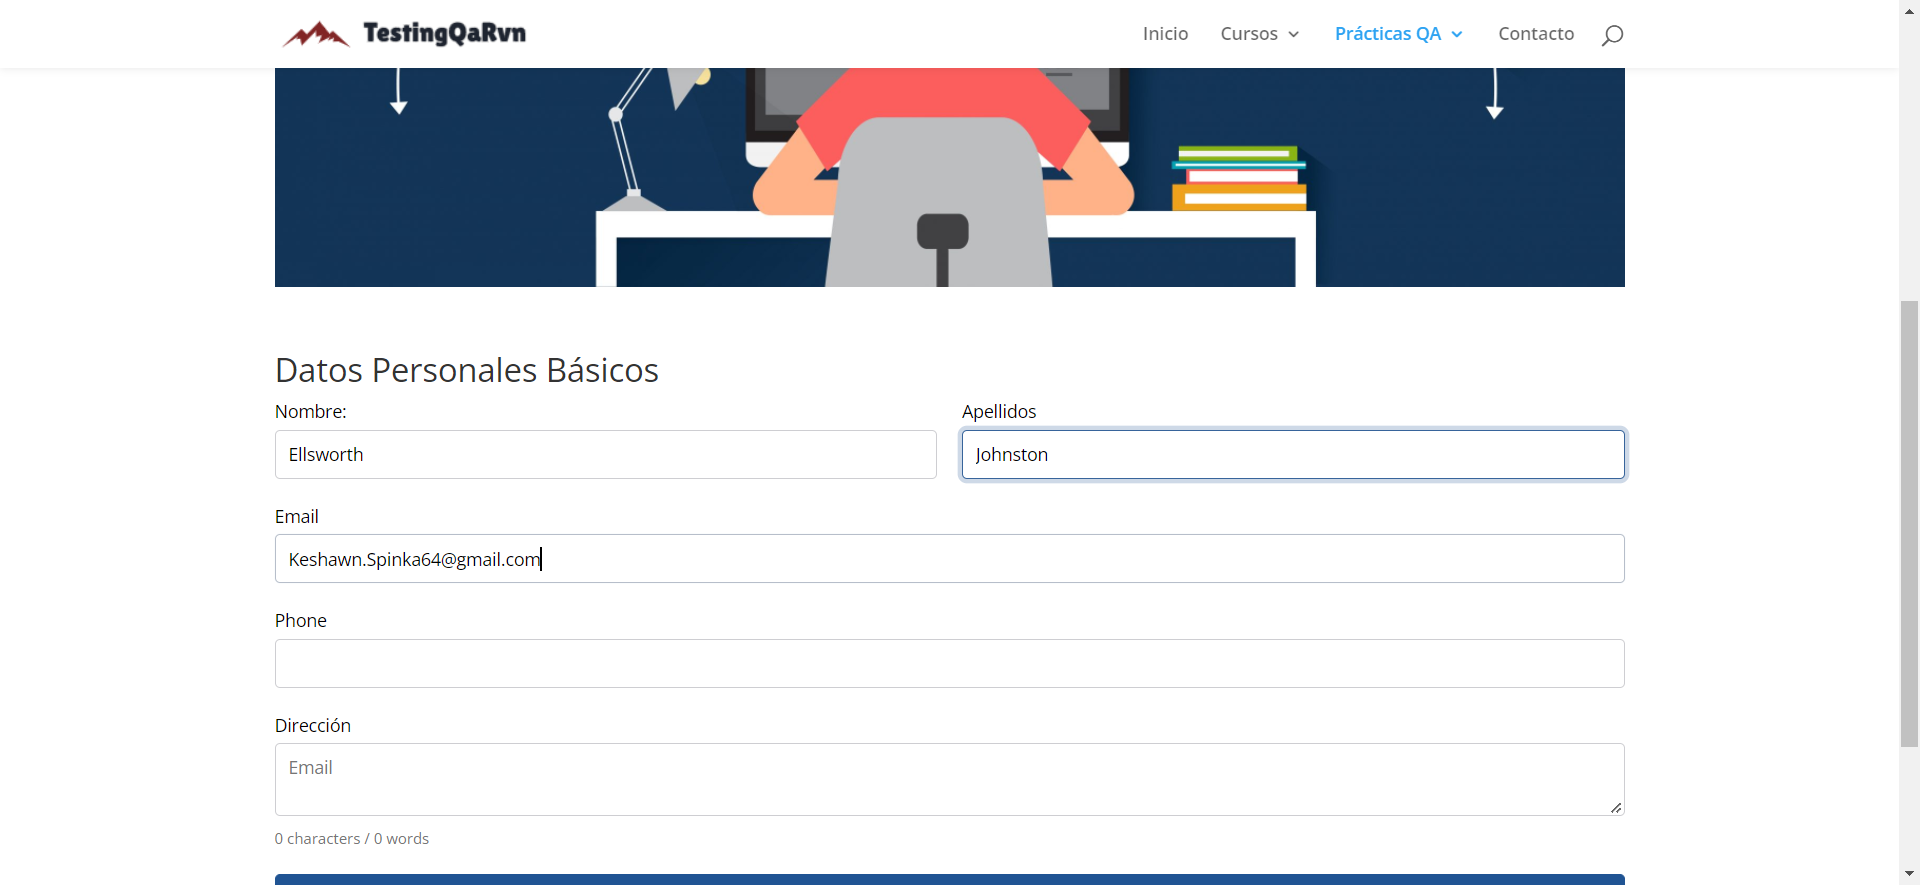 TestingQaRvn
Inicio Cursos Prácticas QA Contacto
Datos Personales Básicos
Nombre: Apellidos
Ellsworth Johnston
Email
Keshawn.Spinka64@gmail.com
Phone
Dirección
Email
0 characters / 0 words